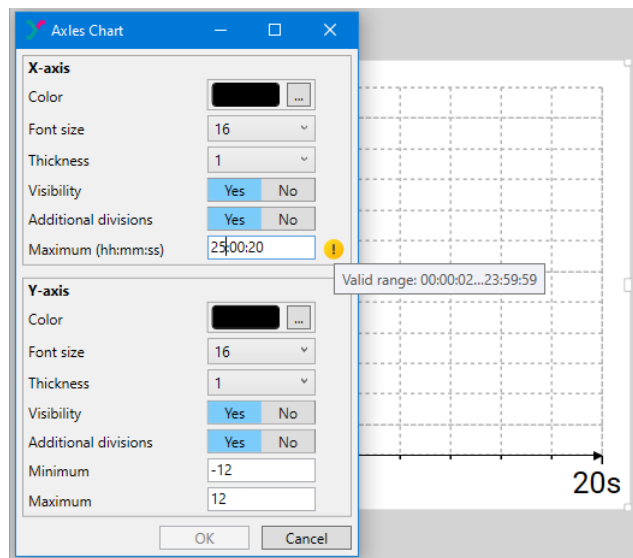 Axles Chart
X-axis
Color ...
Font size 16
Thickness 1
Visibility Yes No
Additional divisions Yes No
Maximum (hh:mm:ss) 25:00:20 !
Valid range: 00:00:02...23:59:59
Y-axis
Color ...
Font size 16
Thickness 1
Visibility Yes No
Additional divisions Yes No
Minimum -12
Maximum 12
20s
OK Cancel